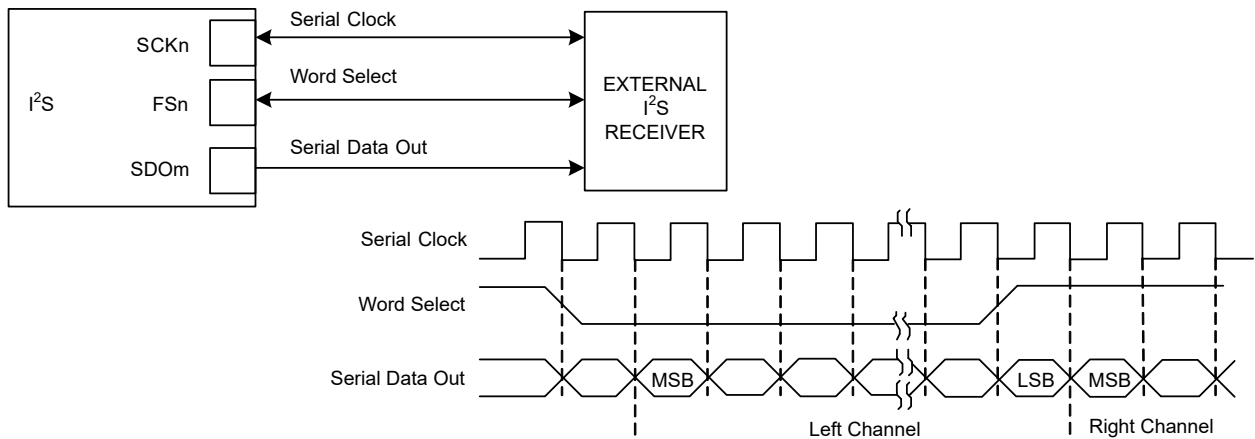 Serial Clock
SCKn
Word Select
I²S
FSn
EXTERNAL
I²S
RECEIVER
Serial Data Out
SDOm
Serial Clock
Word Select
Serial Data Out
MSB
LSB
MSB
Left Channel
Right Channel